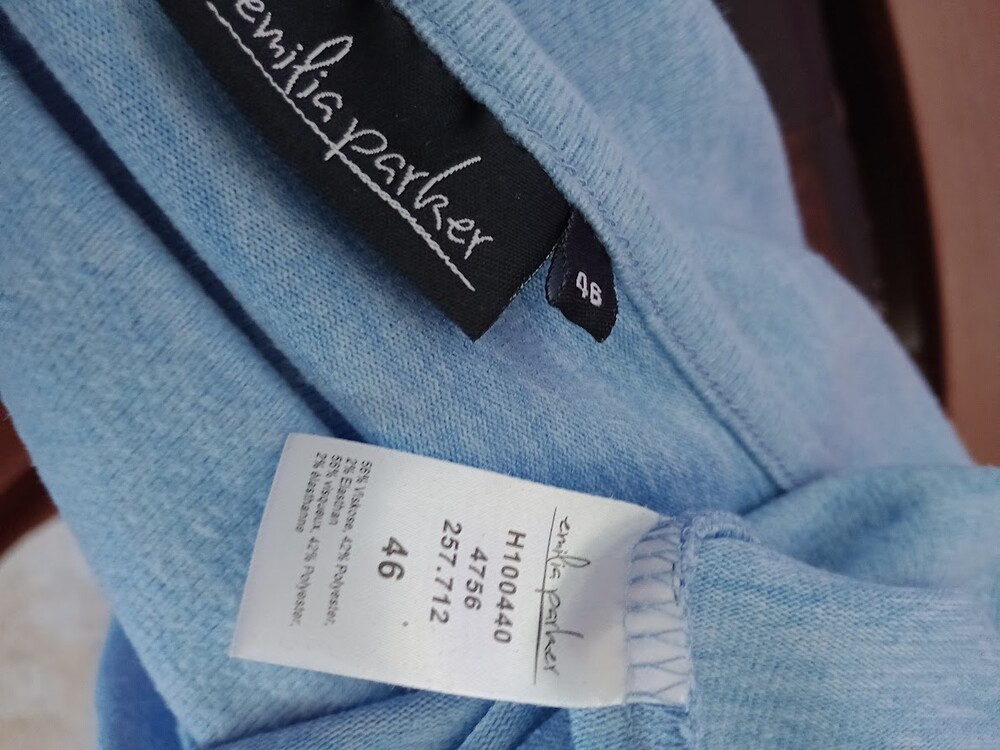 emilia parker
46
emilia parker
H100440
4756
257.712
46
56% Viskose, 42% Polyester,
2% Elasthan
56% visqueux, 42% Polyester,
2% élasthanne